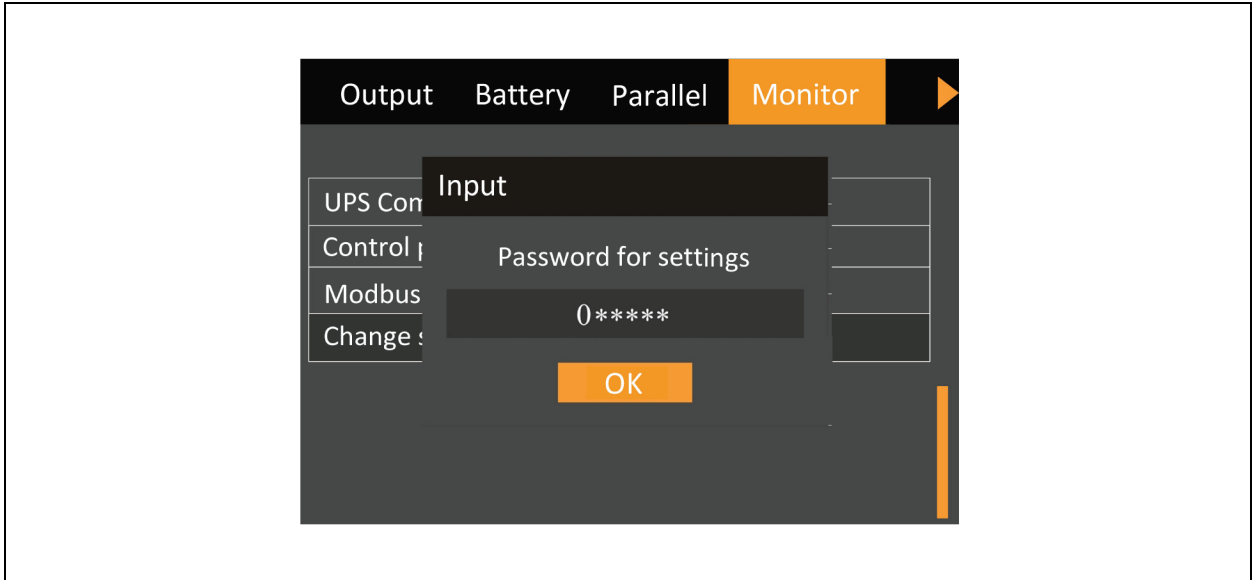 Output Battery Parallel Monitor
Input
UPS Com
Control p
Password for settings
Modbus
0*****
Change s
OK